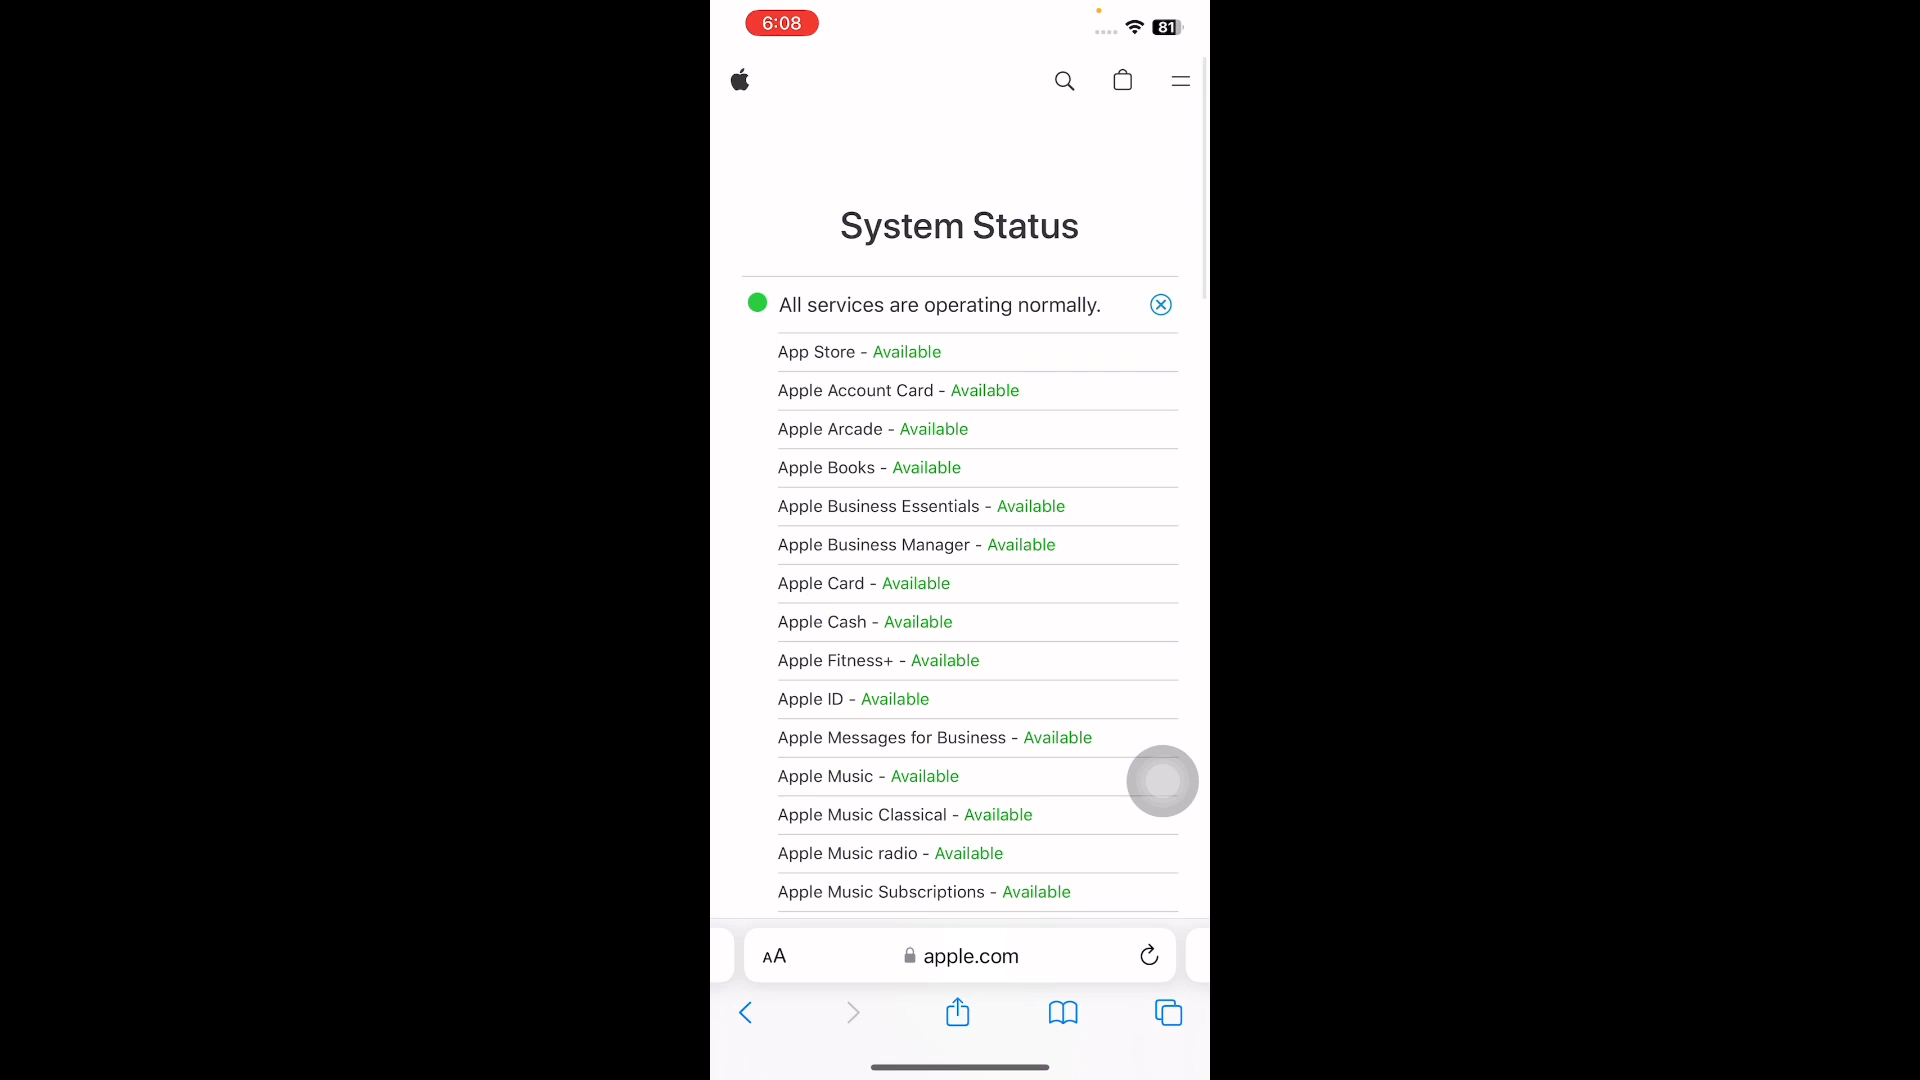 6:08
81
System Status
All services are operating normally.
App Store - Available
Apple Account Card - Available
Apple Arcade - Available
Apple Books - Available
Apple Business Essentials - Available
Apple Business Manager - Available
Apple Card - Available
Apple Cash - Available
Apple Fitness+ - Available
Apple ID - Available
Apple Messages for Business - Available
Apple Music - Available
Apple Music Classical - Available
Apple Music radio - Available
Apple Music Subscriptions - Available
AA apple.com